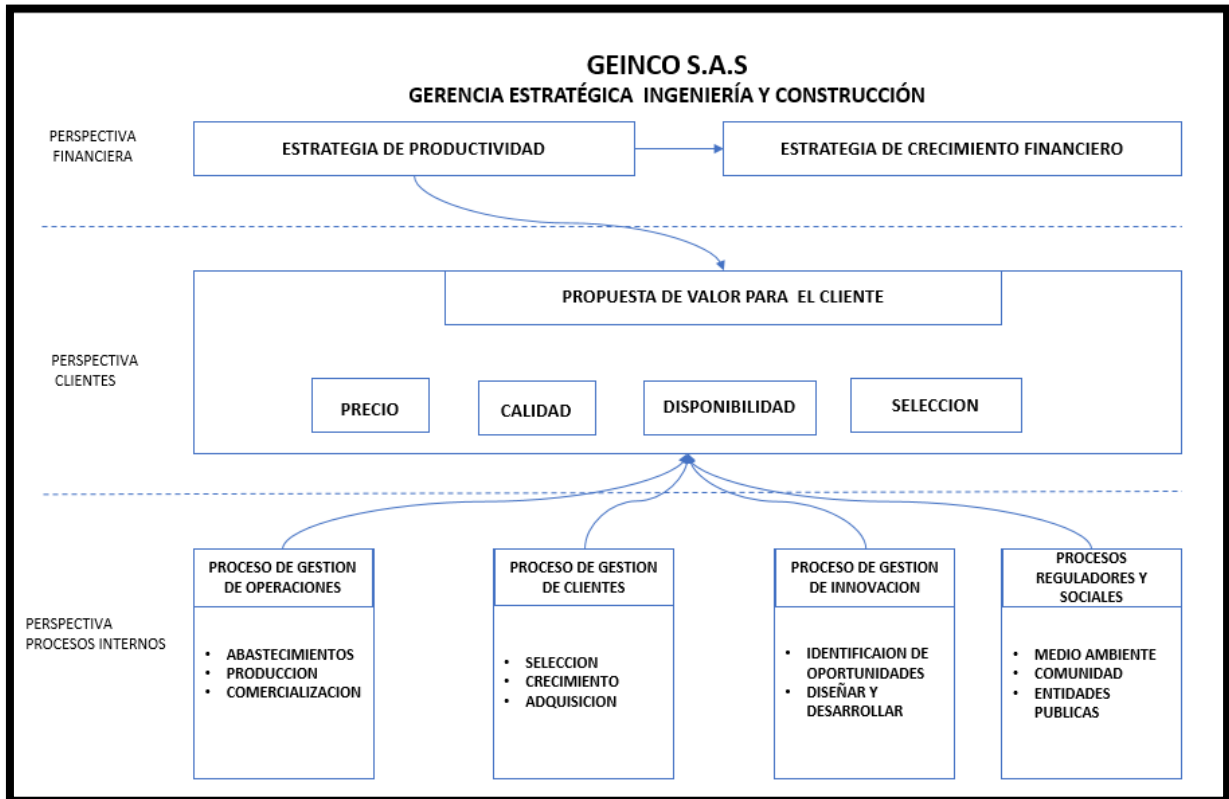 GEINCO S.A.S
GERENCIA ESTRATÉGICA INGENIERÍA Y CONSTRUCCIÓN
PERSPECTIVA
FINANCIERA
ESTRATEGIA DE PRODUCTIVIDAD
ESTRATEGIA DE CRECIMIENTO FINANCIERO
PROPUESTA DE VALOR PARA EL CLIENTE
PERSPECTIVA
CLIENTES
PRECIO
CALIDAD
DISPONIBILIDAD
SELECCION
PERSPECTIVA
PROCESOS INTERNOS
PROCESO DE GESTION
DE OPERACIONES
• ABASTECIMIENTOS
• PRODUCCION
• COMERCIALIZACION
PROCESO DE GESTION
DE CLIENTES
• SELECCION
• CRECIMIENTO
• ADQUISICION
PROCESO DE GESTION
DE INNOVACION
• IDENTIFICAION DE
OPORTUNIDADES
• DISEÑAR Y
DESARROLLAR
PROCESOS
REGULADORES Y
SOCIALES
• MEDIO AMBIENTE
• COMUNIDAD
• ENTIDADES
PUBLICAS